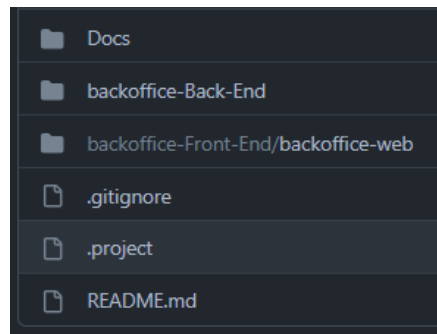 Docs
backoffice-Back-End
backoffice-Front-End/backoffice-web
.gitignore
.project
README.md